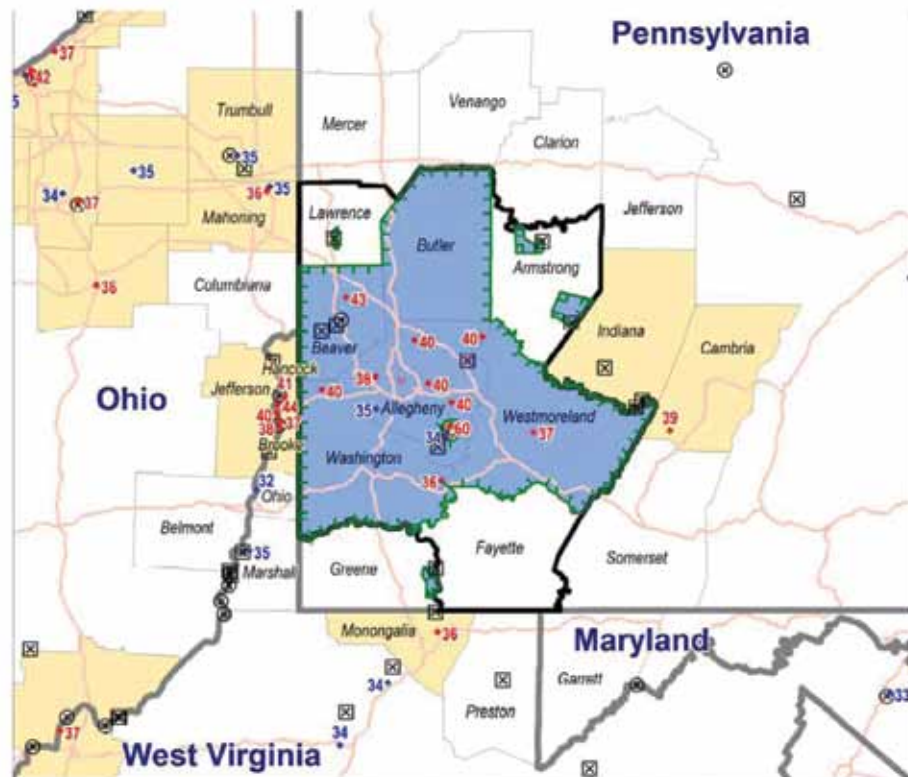 Pennsylvania
37
42
5
Trumbull
Mercer
Venango
Clarion
35
35
34
37
36
35
Mahoning
Lawrence
Jefferson
Butler
Armstrong
36
Columbiana
43
Indiana
Cambria
Beaver
40
40
Hancock
Ohio
Jefferson
41
44
40
37
38
Brooke
40
38
40
35
Allegheny
40
Westmoreland
34
60
37
39
Washington
36
32
Ohio
Belmont
35
Marshall
Greene
Fayette
Somerset
Monongalia
36
Maryland
34
Garrett
Preston
33
37
West Virginia
34